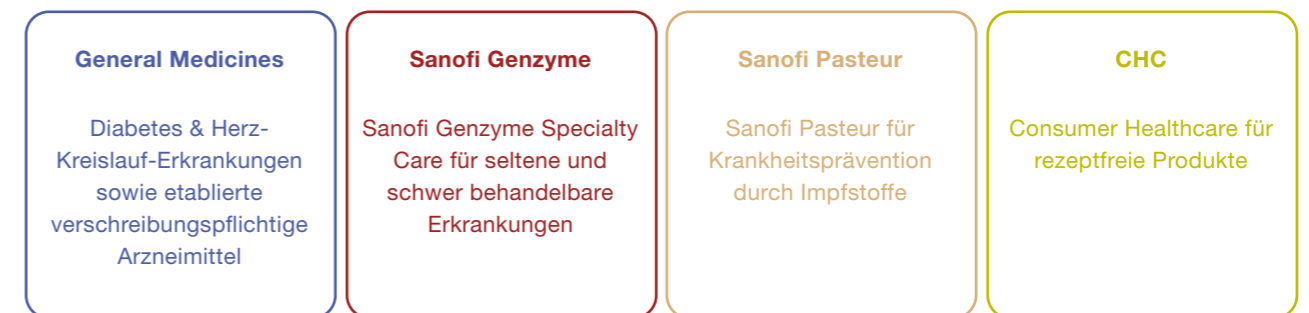 General Medicines
Diabetes & Herz-
Kreislauf-Erkrankungen
sowie etablierte
verschreibungspflichtige
Arzneimittel
Sanofi Genzyme
Sanofi Genzyme Specialty
Care für seltene und
schwer behandelbare
Erkrankungen
Sanofi Pasteur
Sanofi Pasteur für
Krankheitsprävention
durch Impfstoffe
CHC
Consumer Healthcare für
rezeptfreie Produkte